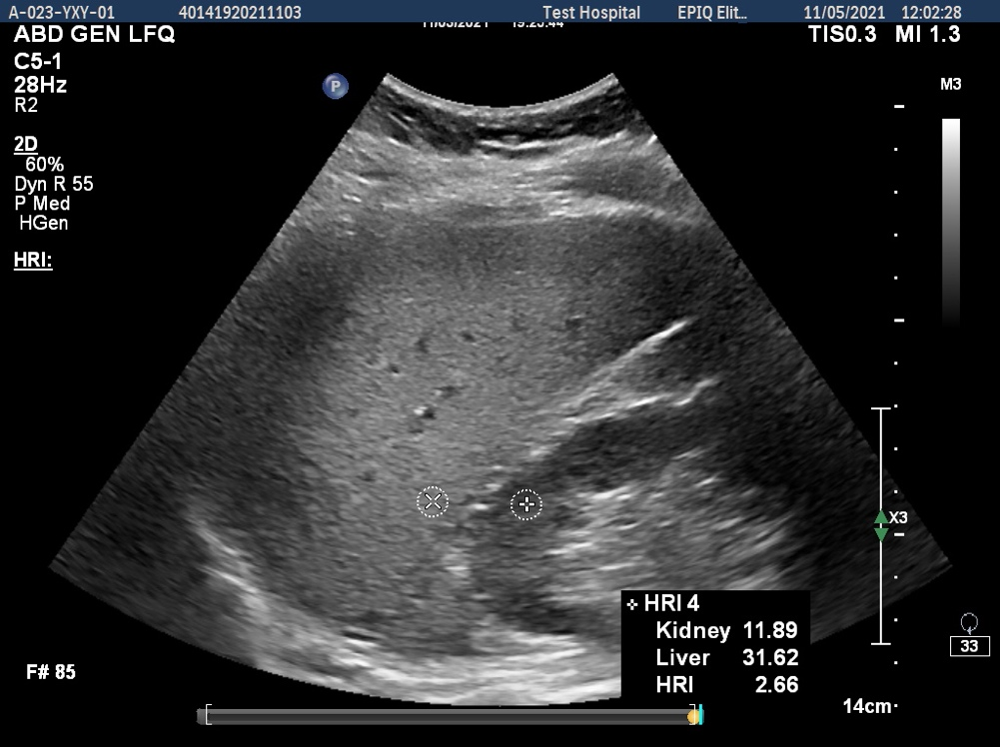 A-023-YXY-01 40141920211103 Test Hospital EPIQ Elit... 11/05/2021 12:02:28
ABD GEN LFQ TIS0.3 MI 1.3
C5-1
28Hz
R2
P
M3
2D
60%
Dyn R 55
P Med
HGen
HRI:
X3
HRI 4
Kidney 11.89
Liver 31.62
HRI 2.66
33
F# 85
14cm